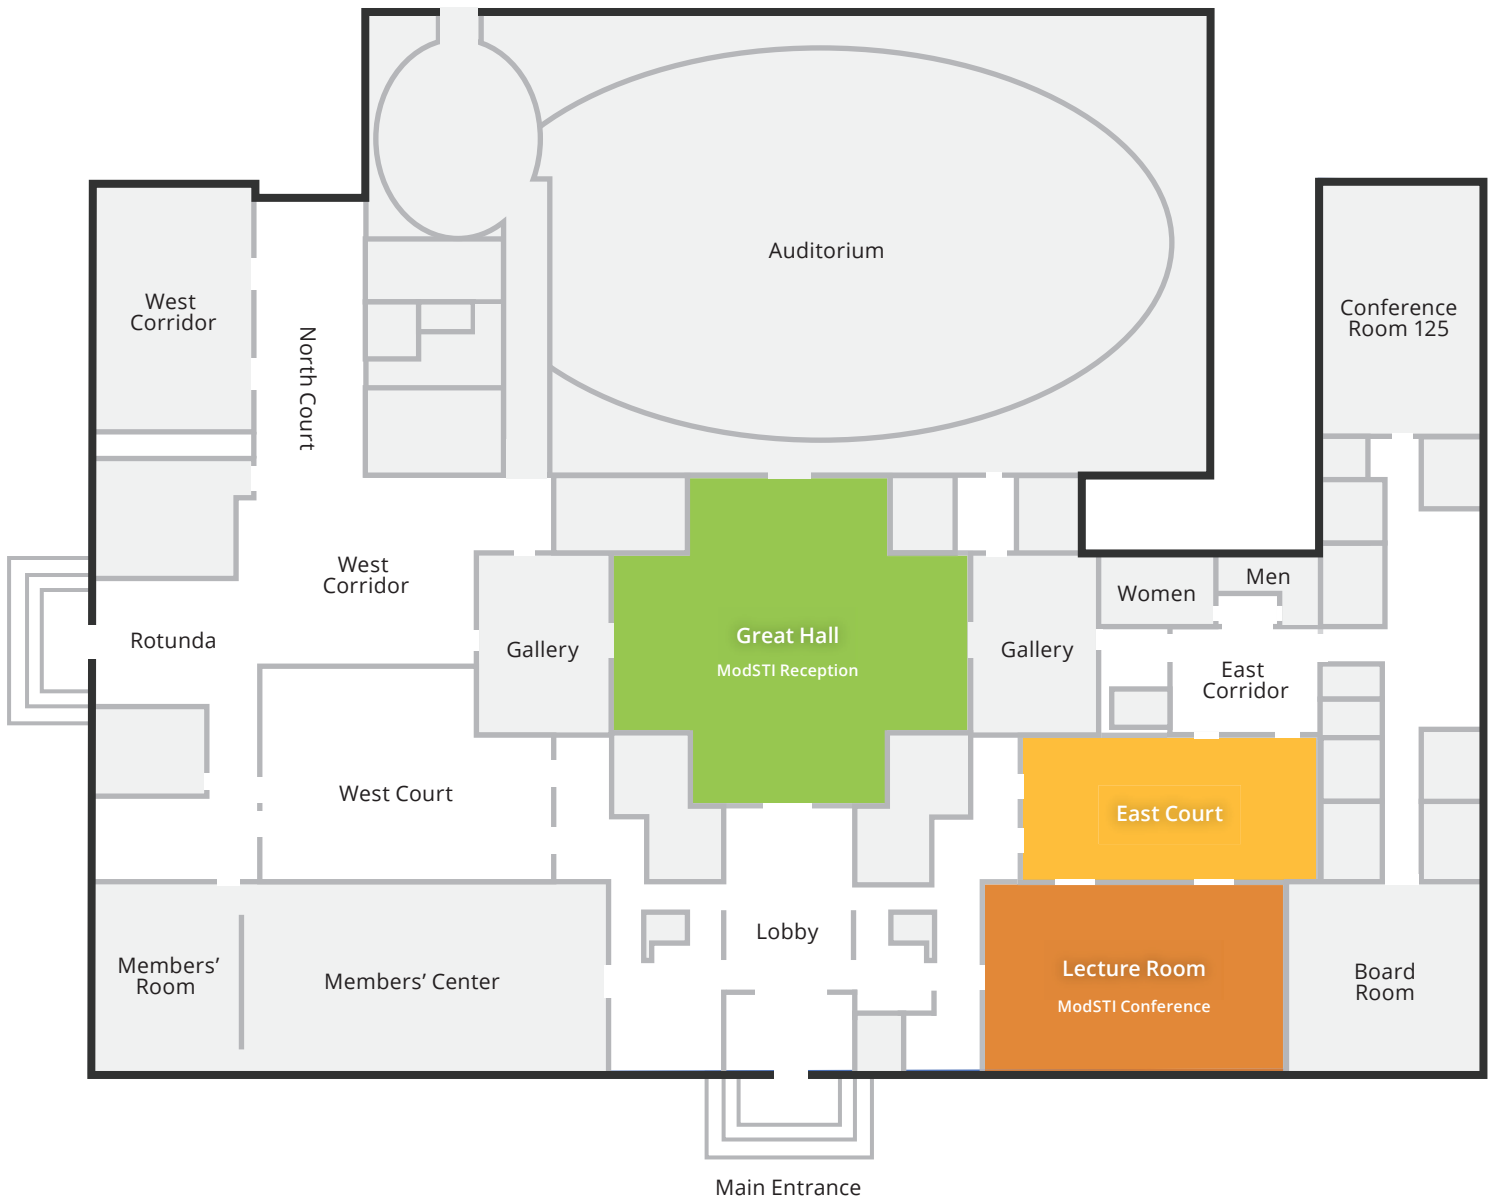 Auditorium
West
Corridor
North Court
Conference
Room 125
West
Corridor
Rotunda
Gallery
Great Hall
ModSTI Reception
Gallery
Women
Men
East
Corridor
West Court
East Court
Lobby
Members’
Room
Members’ Center
Lecture Room
ModSTI Conference
Board
Room
Main Entrance